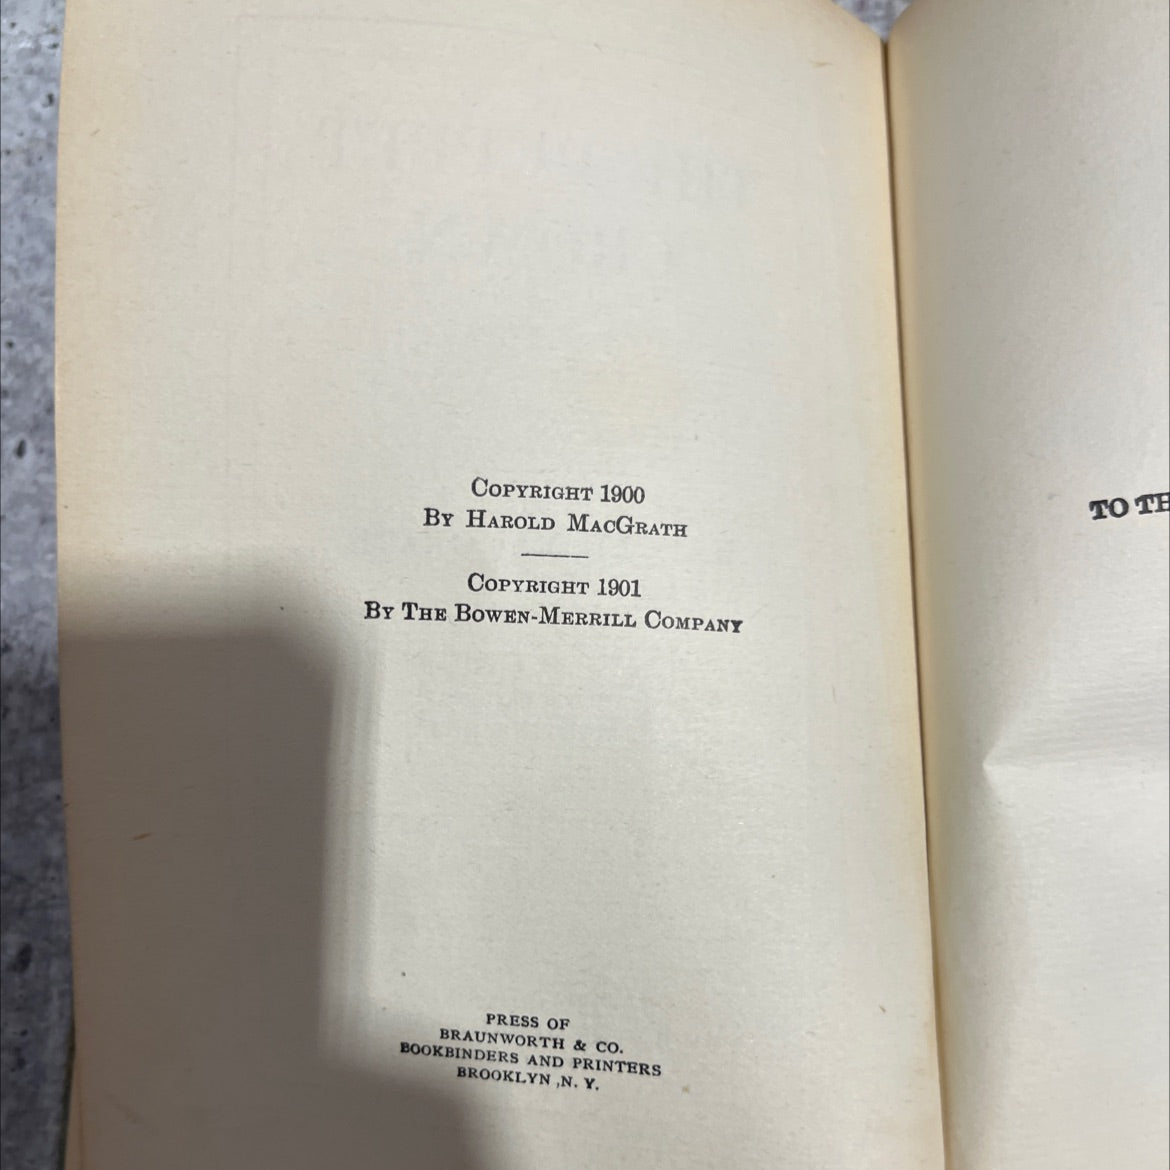 Copyright 1900
By Harold MacGrath
Copyright 1901
By The Bowen-Merrill Company
PRESS OF
BRAUNWORTH & CO.
BOOKBINDERS AND PRINTERS
BROOKLYN ,N. Y.
TO